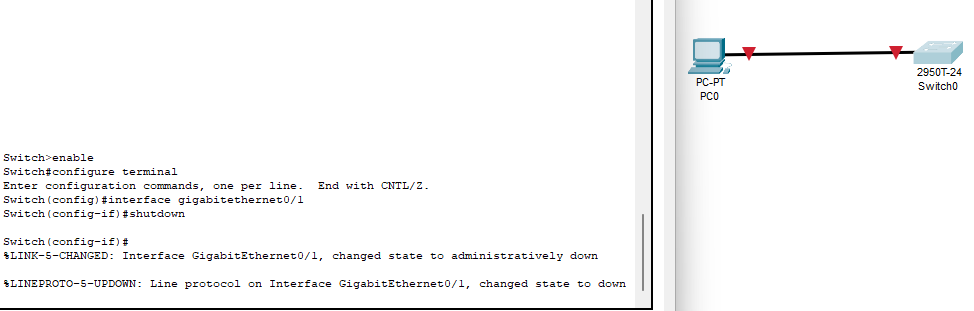 Switch>enable
Switch#configure terminal
Enter configuration commands, one per line.  End with CNTL/Z.
Switch(config)#interface gigabitethernet0/1
Switch(config-if)#shutdown
Switch(config-if)#
%LINK-5-CHANGED: Interface GigabitEthernet0/1, changed state to administratively down
%LINEPROTO-5-UPDOWN: Line protocol on Interface GigabitEthernet0/1, changed state to down
PC-PT
PC0
2950T-24
Switch0